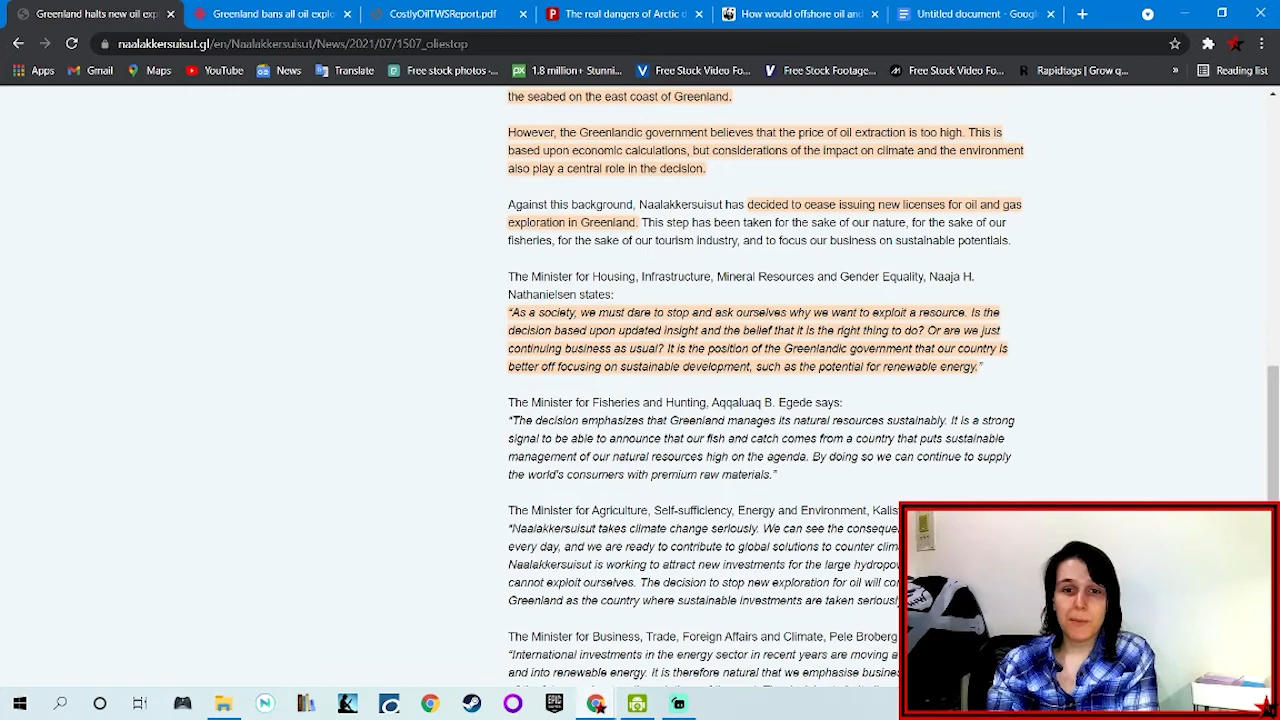 Greenland halts new oil exp
Greenland bans all oil explo
CostlyOilTWSReport.pdf
The real dangers of Arctic d
How would offshore oil and
Untitled document - Google
naalakkersuisut.gl/en/Naalakkersuisut/News/2021/07/1507_oliestop
Apps
Gmail
Maps
YouTube
News
Translate
Free stock photos -...
1.8 million+ Stunni...
Free Stock Video Fo...
Free Stock Footage...
Free Stock Video Fo...
Rapidtags | Grow q...
»
Reading list
the seabed on the east coast of Greenland.
However, the Greenlandic government believes that the price of oil extraction is too high. This is
based upon economic calculations, but considerations of the impact on climate and the environment
also play a central role in the decision.
Against this background, Naalakkersuisut has decided to cease issuing new licenses for oil and gas
exploration in Greenland. This step has been taken for the sake of our nature, for the sake of our
fisheries, for the sake of our tourism industry, and to focus our business on sustainable potentials.
The Minister for Housing, Infrastructure, Mineral Resources and Gender Equality, Naaja H.
Nathanielsen states:
“As a society, we must dare to stop and ask ourselves why we want to exploit a resource. Is the
decision based upon updated insight and the belief that it is the right thing to do? Or are we just
continuing business as usual? It is the position of the Greenlandic government that our country is
better off focusing on sustainable development, such as the potential for renewable energy.”
The Minister for Fisheries and Hunting, Aqqaluaq B. Egede says:
“The decision emphasizes that Greenland manages its natural resources sustainably. It is a strong
signal to be able to announce that our fish and catch comes from a country that puts sustainable
management of our natural resources high on the agenda. By doing so we can continue to supply
the world's consumers with premium raw materials.”
The Minister for Agriculture, Self-sufficiency, Energy and Environment, Kalis
“Naalakkersuisut takes climate change seriously. We can see the conseque
every day, and we are ready to contribute to global solutions to counter clim
Naalakkersuisut is working to attract new investments for the large hydropow
cannot exploit ourselves. The decision to stop new exploration for oil will co
Greenland as the country where sustainable investments are taken seriously
The Minister for Business, Trade, Foreign Affairs and Climate, Pele Broberg
“International investments in the energy sector in recent years are moving a
and into renewable energy. It is therefore natural that we emphasise busines